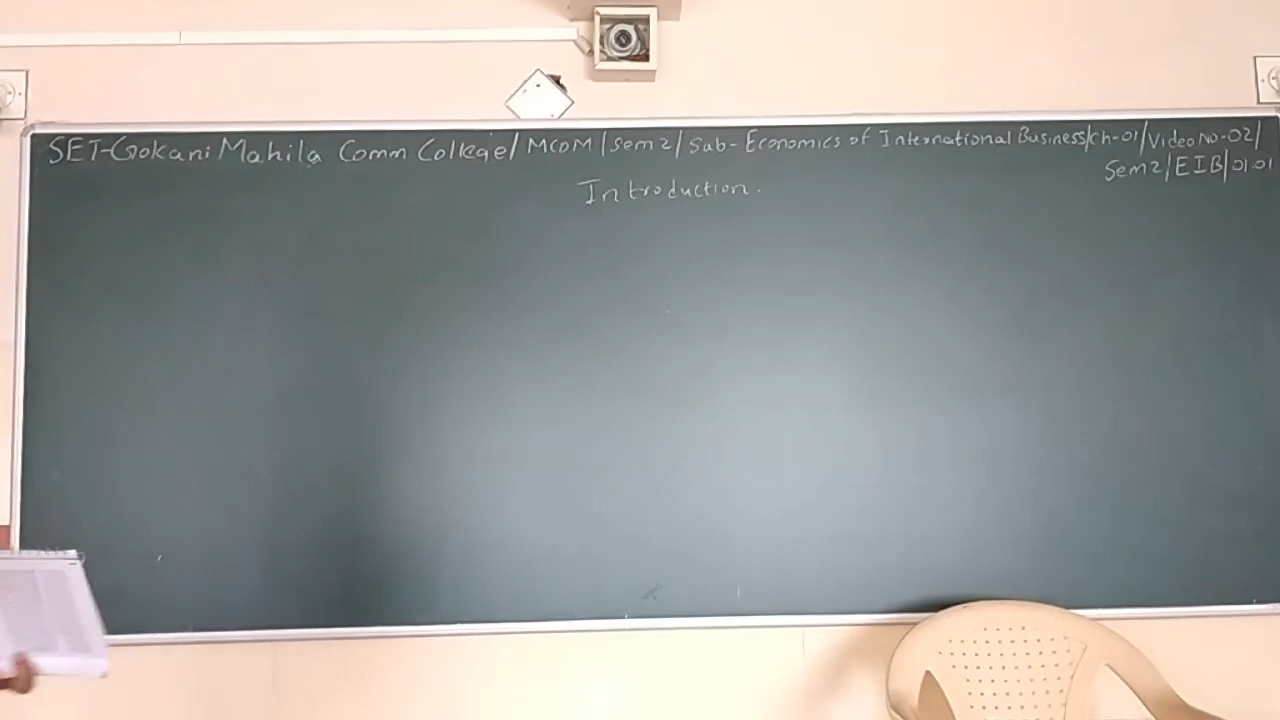 SET-Gokani Mahila Comm College/MCOM/Sem 2/Sub-Economics of International Business/Ch-01/Video No-02/
Sem 2/EIB/01.01
Introduction.